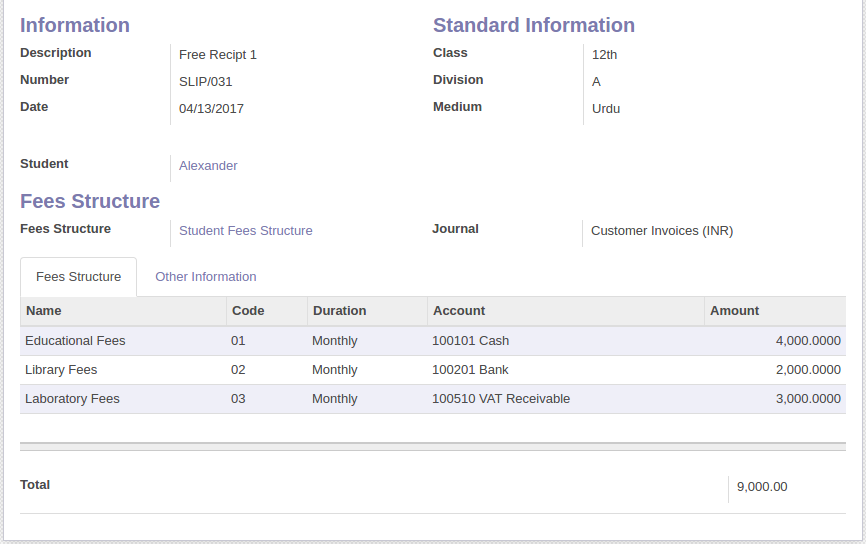 Information Standard Information
Description Free Recipt 1 Class 12th
Number SLIP/031 Division A
Date 04/13/2017 Medium Urdu
Student Alexander
Fees Structure
Fees Structure Student Fees Structure Journal Customer Invoices (INR)
Fees Structure Other Information
Name Code Duration Account Amount
Educational Fees 01 Monthly 100101 Cash 4,000.0000
Library Fees 02 Monthly 100201 Bank 2,000.0000
Laboratory Fees 03 Monthly 100510 VAT Receivable 3,000.0000
Total 9,000.00